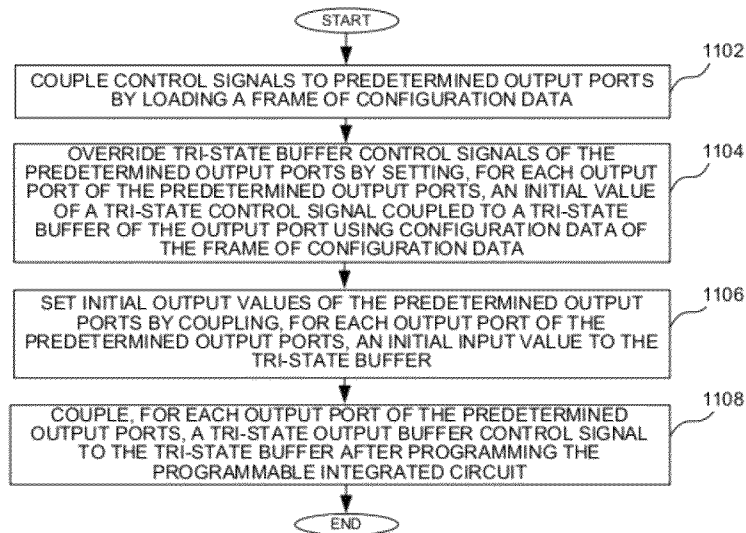 START
1102
COUPLE CONTROL SIGNALS TO PREDETERMINED OUTPUT PORTS
BY LOADING A FRAME OF CONFIGURATION DATA
1104
OVERRIDE TRI-STATE BUFFER CONTROL SIGNALS OF THE
PREDETERMINED OUTPUT PORTS BY SETTING, FOR EACH OUTPUT
PORT OF THE PREDETERMINED OUTPUT PORTS, AN INITIAL VALUE
OF A TRI-STATE CONTROL SIGNAL COUPLED TO A TRI-STATE
BUFFER OF THE OUTPUT PORT USING CONFIGURATION DATA OF
THE FRAME OF CONFIGURATION DATA
1106
SET INITIAL OUTPUT VALUES OF THE PREDETERMINED OUTPUT
PORTS BY COUPLING, FOR EACH OUTPUT PORT OF THE
PREDETERMINED OUTPUT PORTS, AN INITIAL INPUT VALUE TO THE
TRI-STATE BUFFER
1108
COUPLE, FOR EACH OUTPUT PORT OF THE PREDETERMINED
OUTPUT PORTS, A TRI-STATE OUTPUT BUFFER CONTROL SIGNAL
TO THE TRI-STATE BUFFER AFTER PROGRAMMING THE
PROGRAMMABLE INTEGRATED CIRCUIT
END